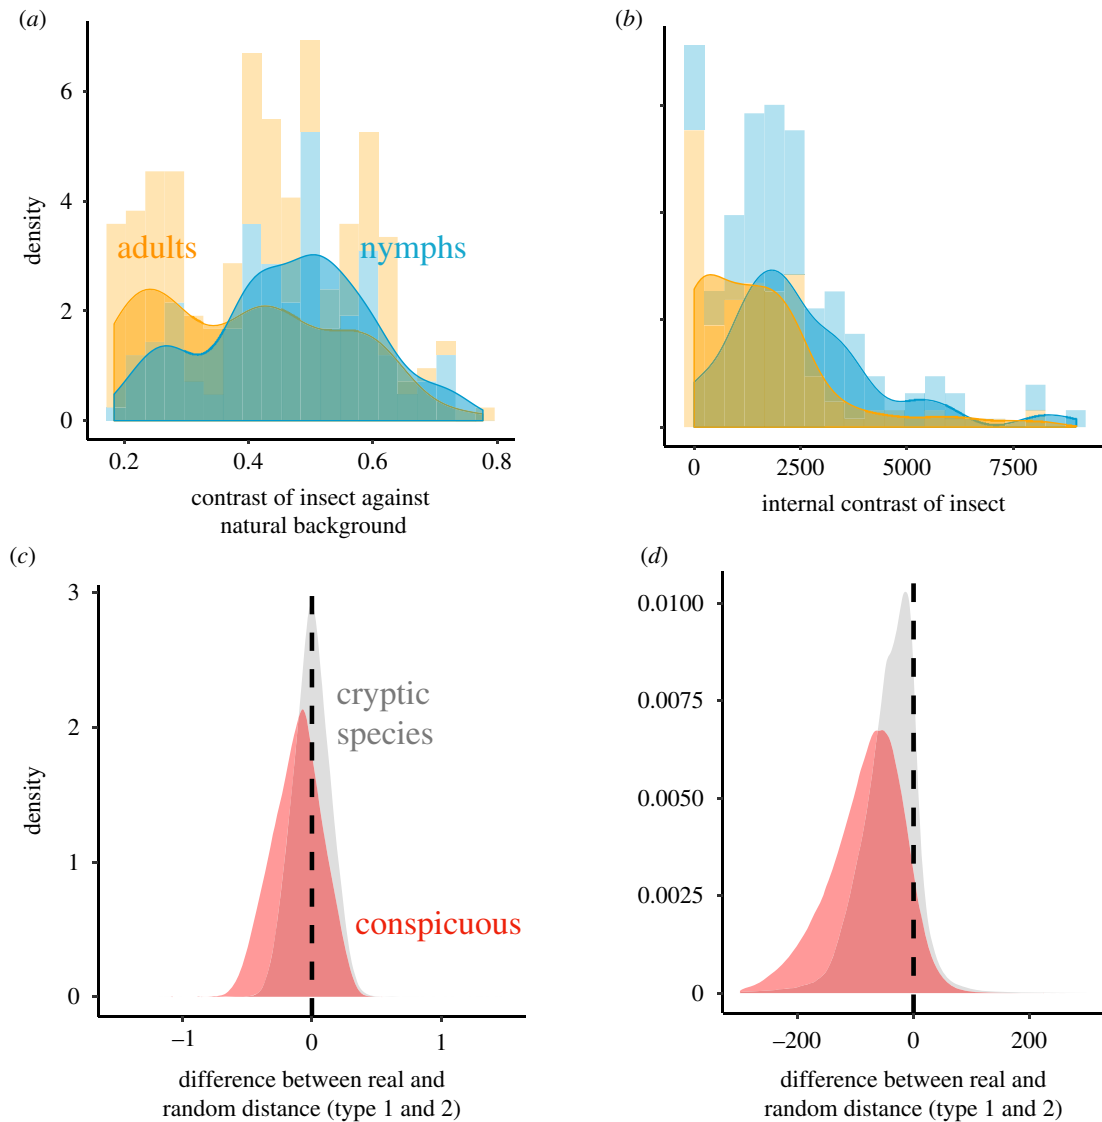 (a)
density
6
4
2
0
adults
nymphs
0.2 0.4 0.6 0.8
contrast of insect against
natural background
(b)
0 2500 5000 7500
internal contrast of insect
(c)
density
3
2
1
0
cryptic
species
conspicuous
−1 0 1
difference between real and
random distance (type 1 and 2)
(d)
0.0100
0.0075
0.0050
0.0025
0
−200 0 200
difference between real and
random distance (type 1 and 2)